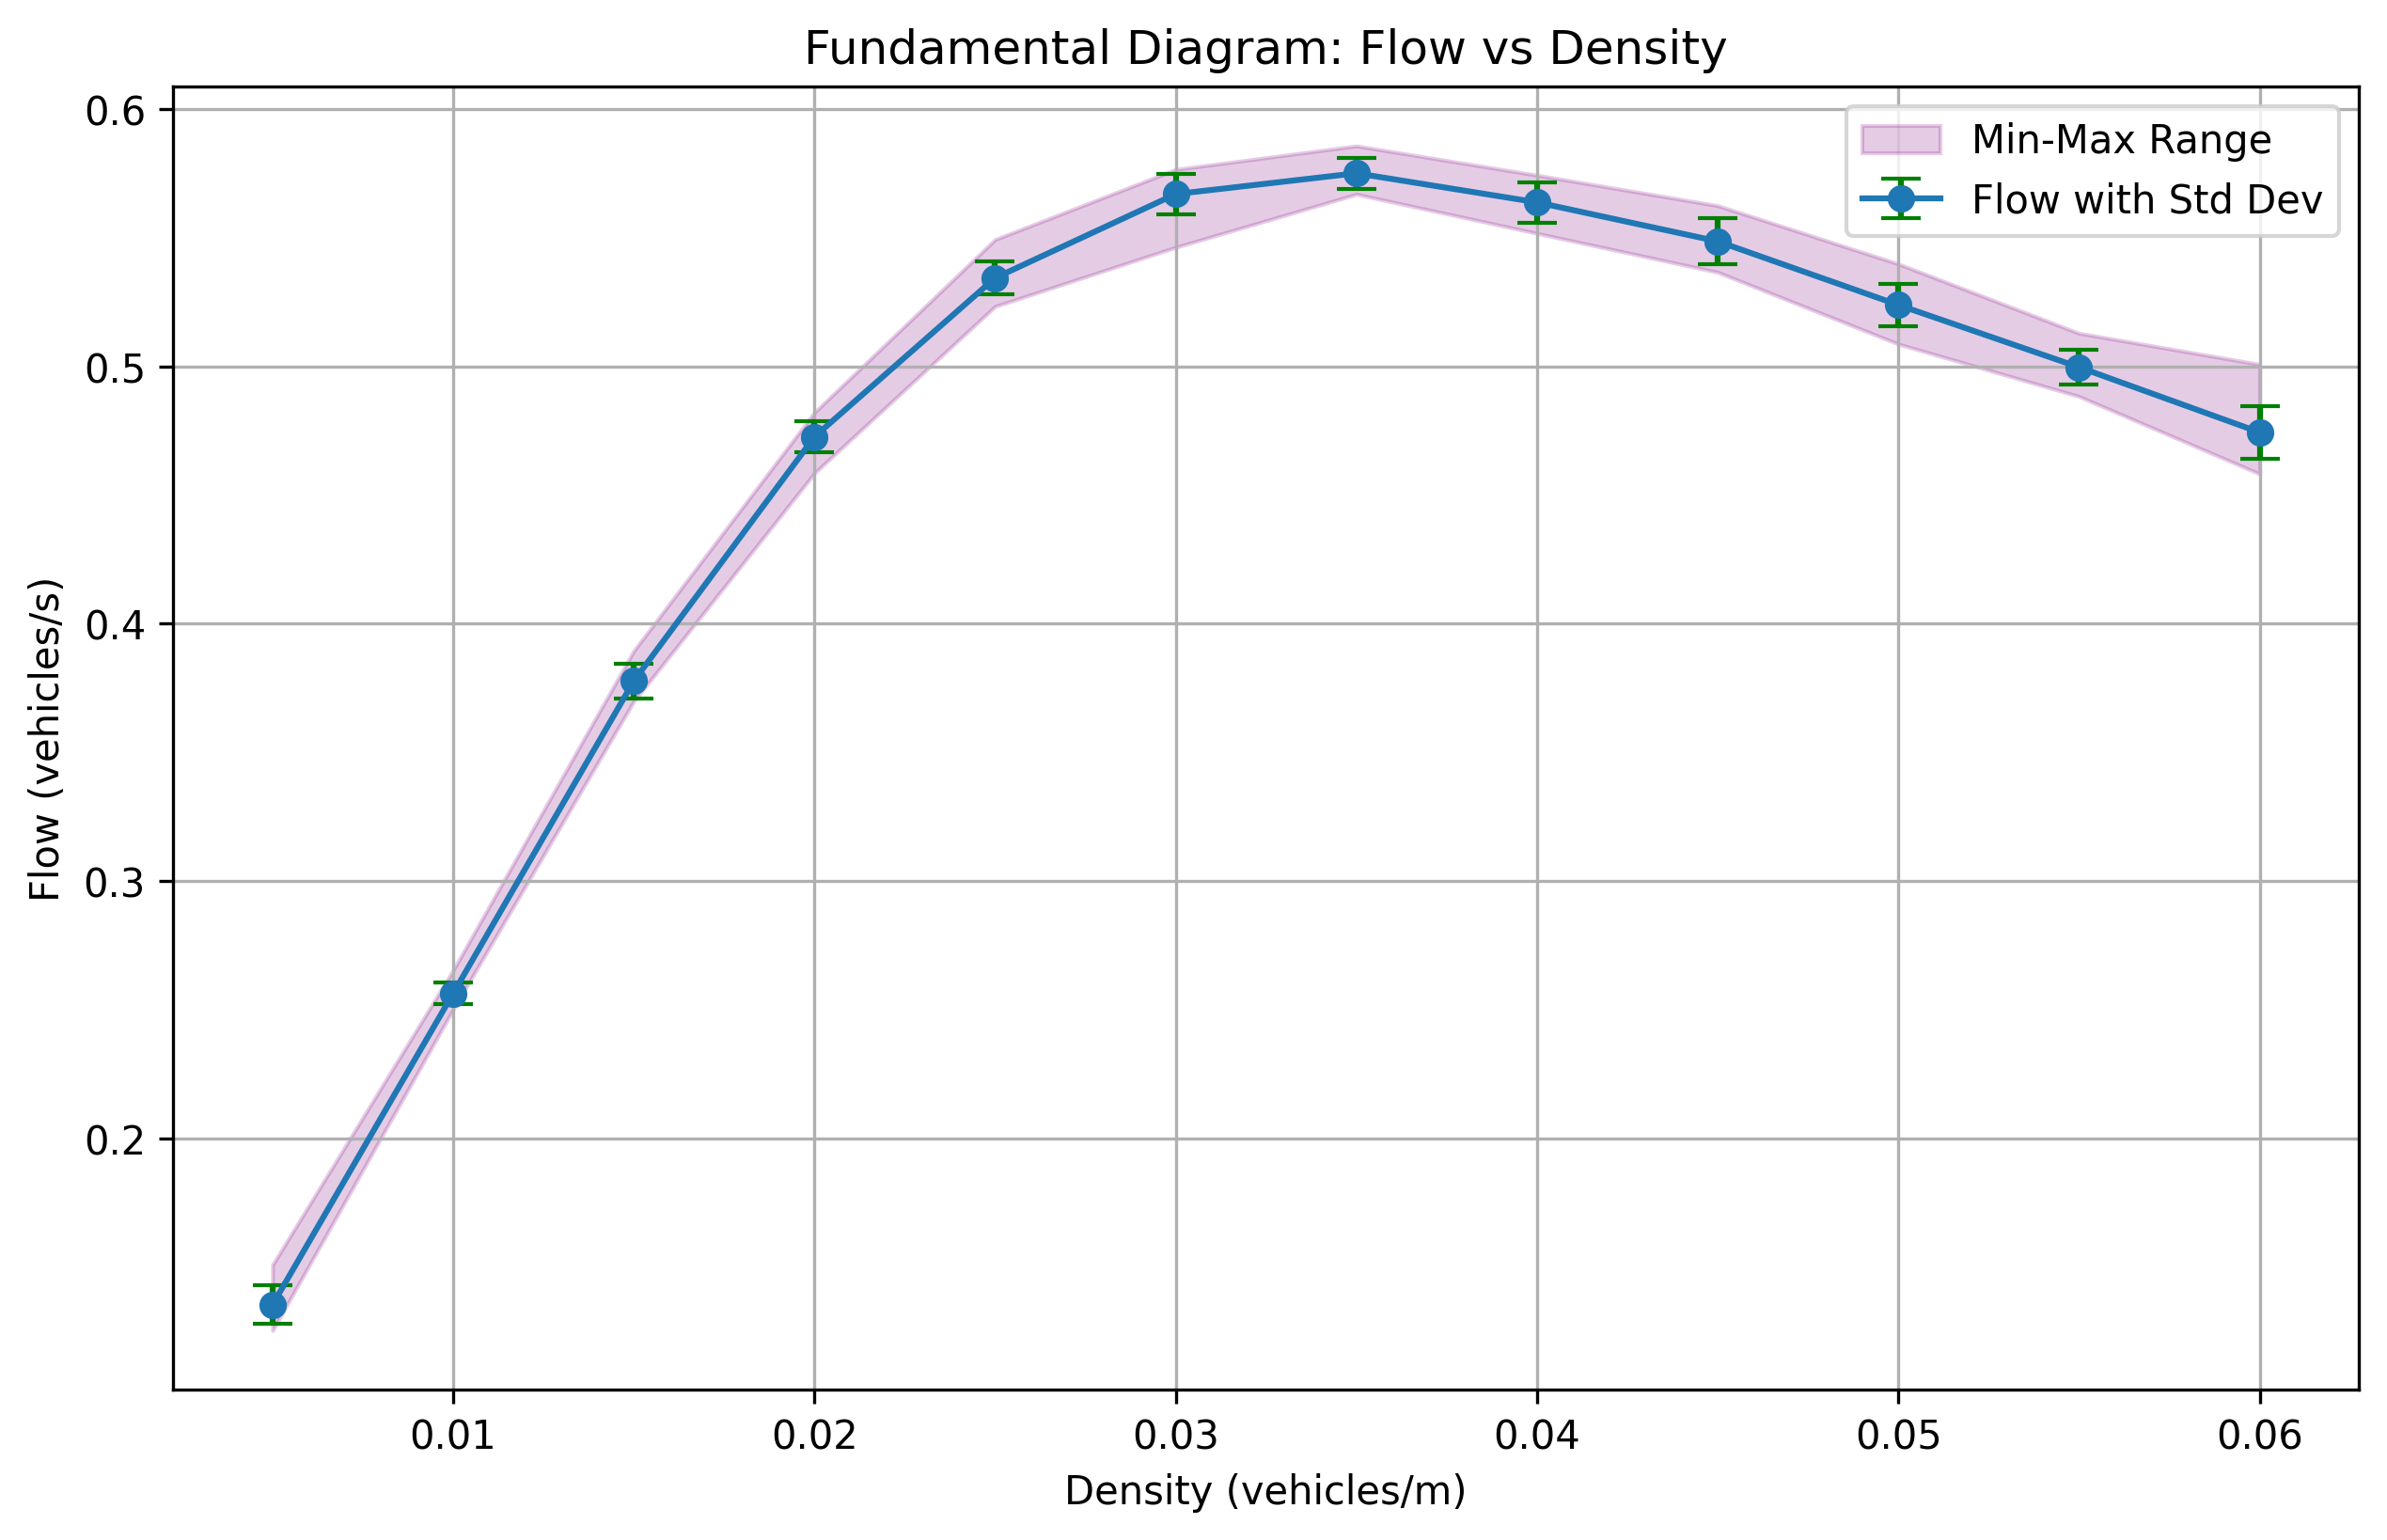 Fundamental Diagram: Flow vs Density
Min-Max Range
Flow with Std Dev
0.6
0.5
0.4
0.3
0.2
Flow (vehicles/s)
0.01 0.02 0.03 0.04 0.05 0.06
Density (vehicles/m)